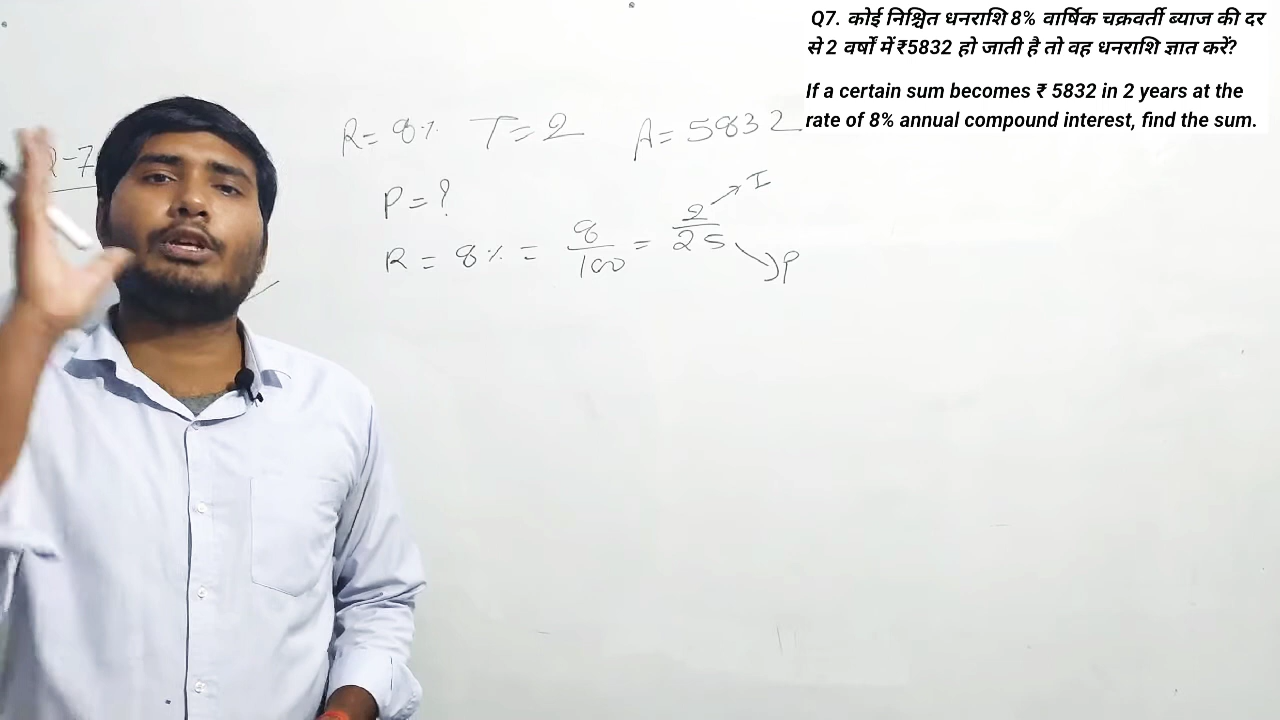 Q7. कोई निश्चित धनराशि 8% वार्षिक चक्रवर्ती ब्याज की दर
से 2 वर्षों में ₹5832 हो जाती है तो वह धनराशि ज्ञात करें?
If a certain sum becomes ₹ 5832 in 2 years at the
rate of 8% annual compound interest, find the sum.
R = 8% T = 2 A = 5832
P = ?
R = 8% = 8/100 = 2/25 → I
→ P